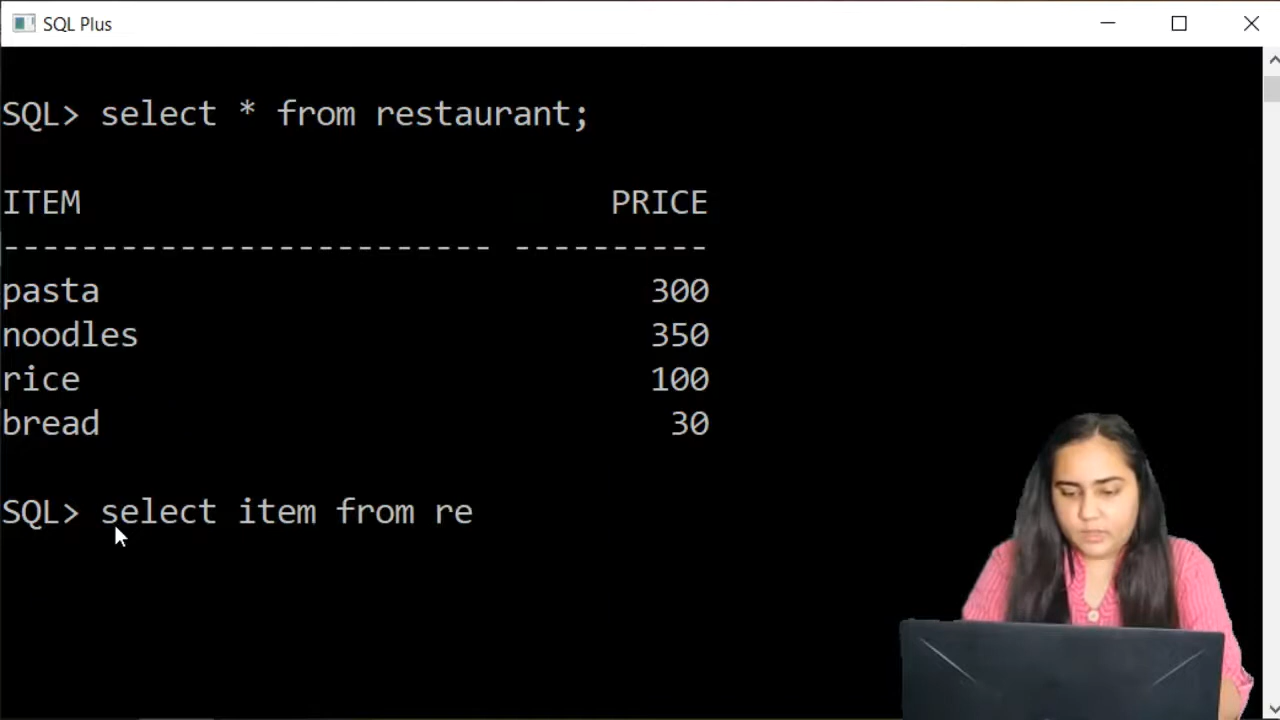 SQL Plus
SQL> select * from restaurant;
ITEM PRICE
------------------------- ----------
pasta 300
noodles 350
rice 100
bread 30
SQL> select item from re